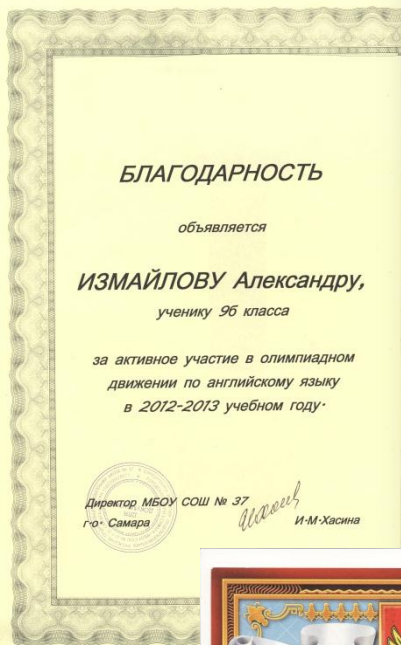 БЛАГОДАРНОСТЬ
объявляется
ИЗМАЙЛОВУ Александру,
ученику 9б класса
за активное участие в олимпиадном
движении по английскому языку
в 2012-2013 учебном году.
Директор МБОУ СОШ № 37
г.о. Самара И.М.Хасина